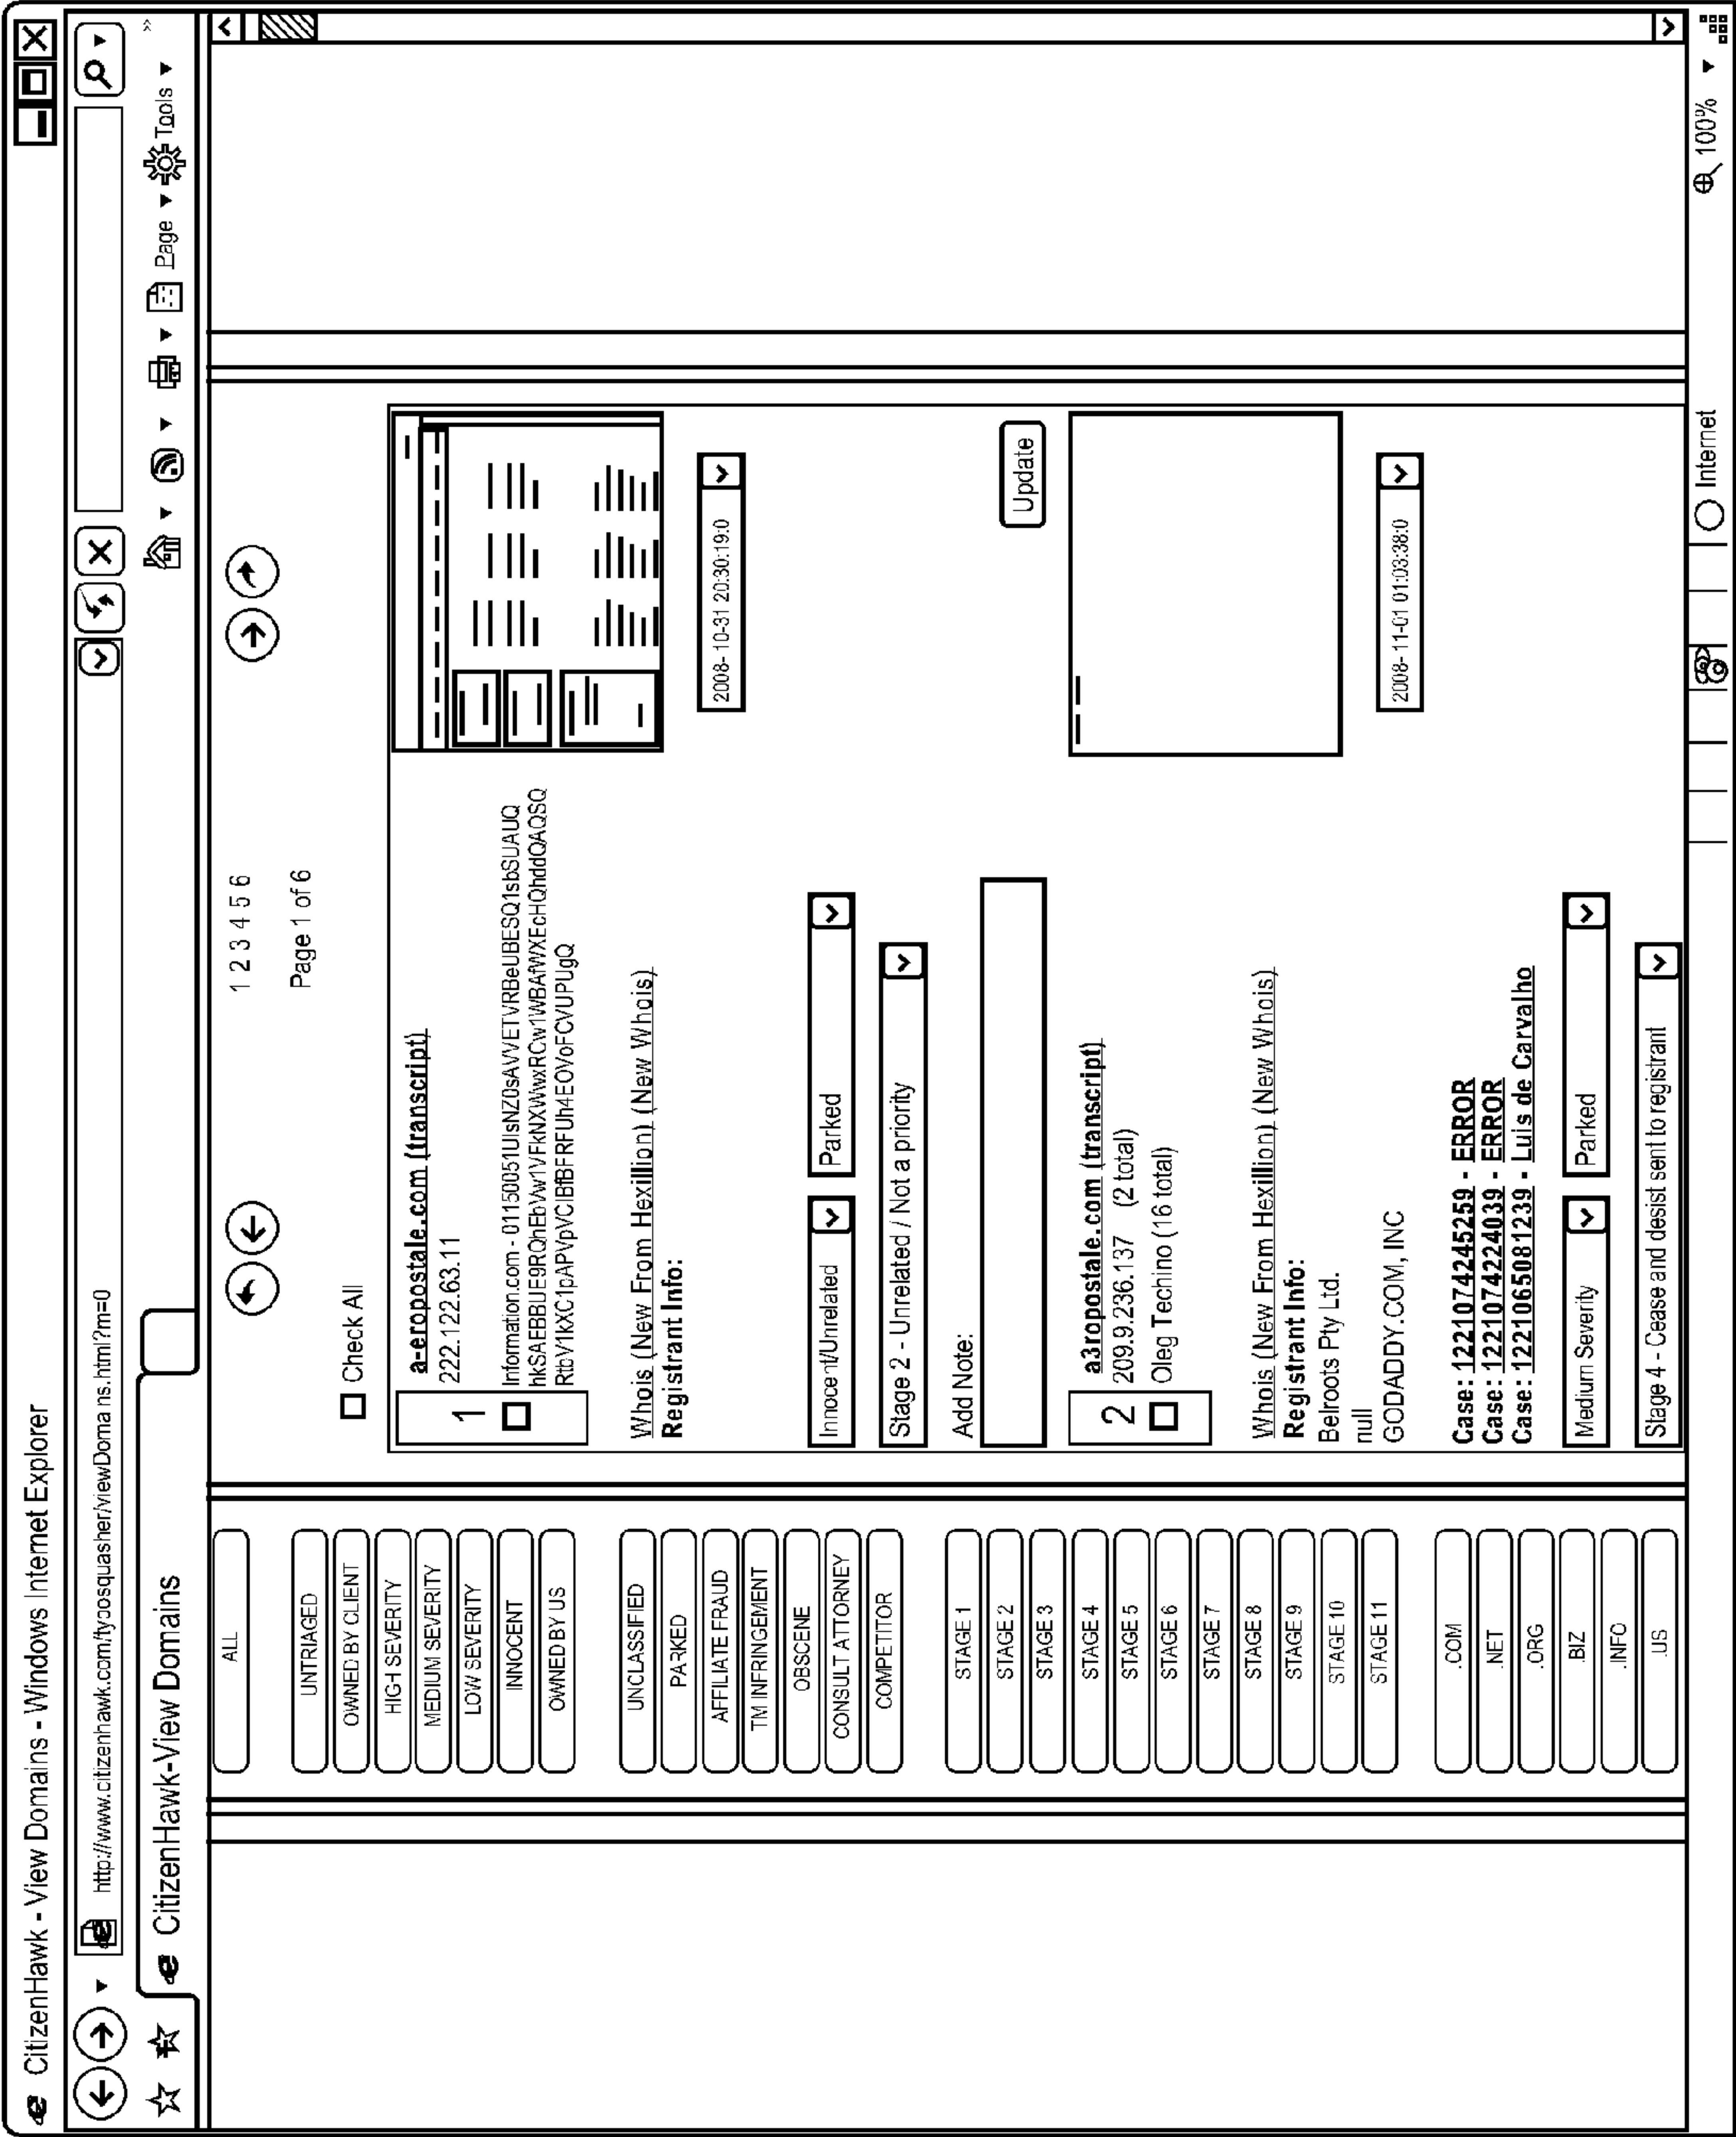 CitizenHawk - View Domains - Windows Internet Explorer
http://www.citizenhawk.com/typosquasher/viewDomains.html?m=0
CitizenHawk-View Domains
Page
Tools
»
ALL
UNTRIAGED
OWNED BY CLIENT
HIGH SEVERITY
MEDIUM SEVERITY
LOW SEVERITY
INNOCENT
OWNED BY US
UNCLASSIFIED
PARKED
AFFILIATE FRAUD
TM INFRINGEMENT
OBSCENE
CONSULT ATTORNEY
COMPETITOR
STAGE 1
STAGE 2
STAGE 3
STAGE 4
STAGE 5
STAGE 6
STAGE 7
STAGE 8
STAGE 9
STAGE 10
STAGE 11
.COM
.NET
.ORG
.BIZ
.INFO
.US
1 2 3 4 5 6
Page 1 of 6
Check All
1
a-eropostale.com (transcript)
222.122.63.11
Information.com -
Whois (New From Hexillion) (New Whois)
Registrant Info:
2008-10-31 20:30:19:0
Innocent/Unrelated
Parked
Stage 2 - Unrelated / Not a priority
Add Note:
Update
2
a3ropostale.com (transcript)
209.9.236.137 (2 total)
Oleg Techino (16 total)
Whois (New From Hexillion) (New Whois)
Registrant Info:
Belroots Pty Ltd.
null
GODADDY.COM, INC
2008-11-01 01:03:38:0
Case: 1221074245259 - ERROR
Case: 1221074224039 - ERROR
Case: 1221065081239 - Luis de Carvalho
Medium Severity
Parked
Stage 4 - Cease and desist sent to registrant
Internet
100%